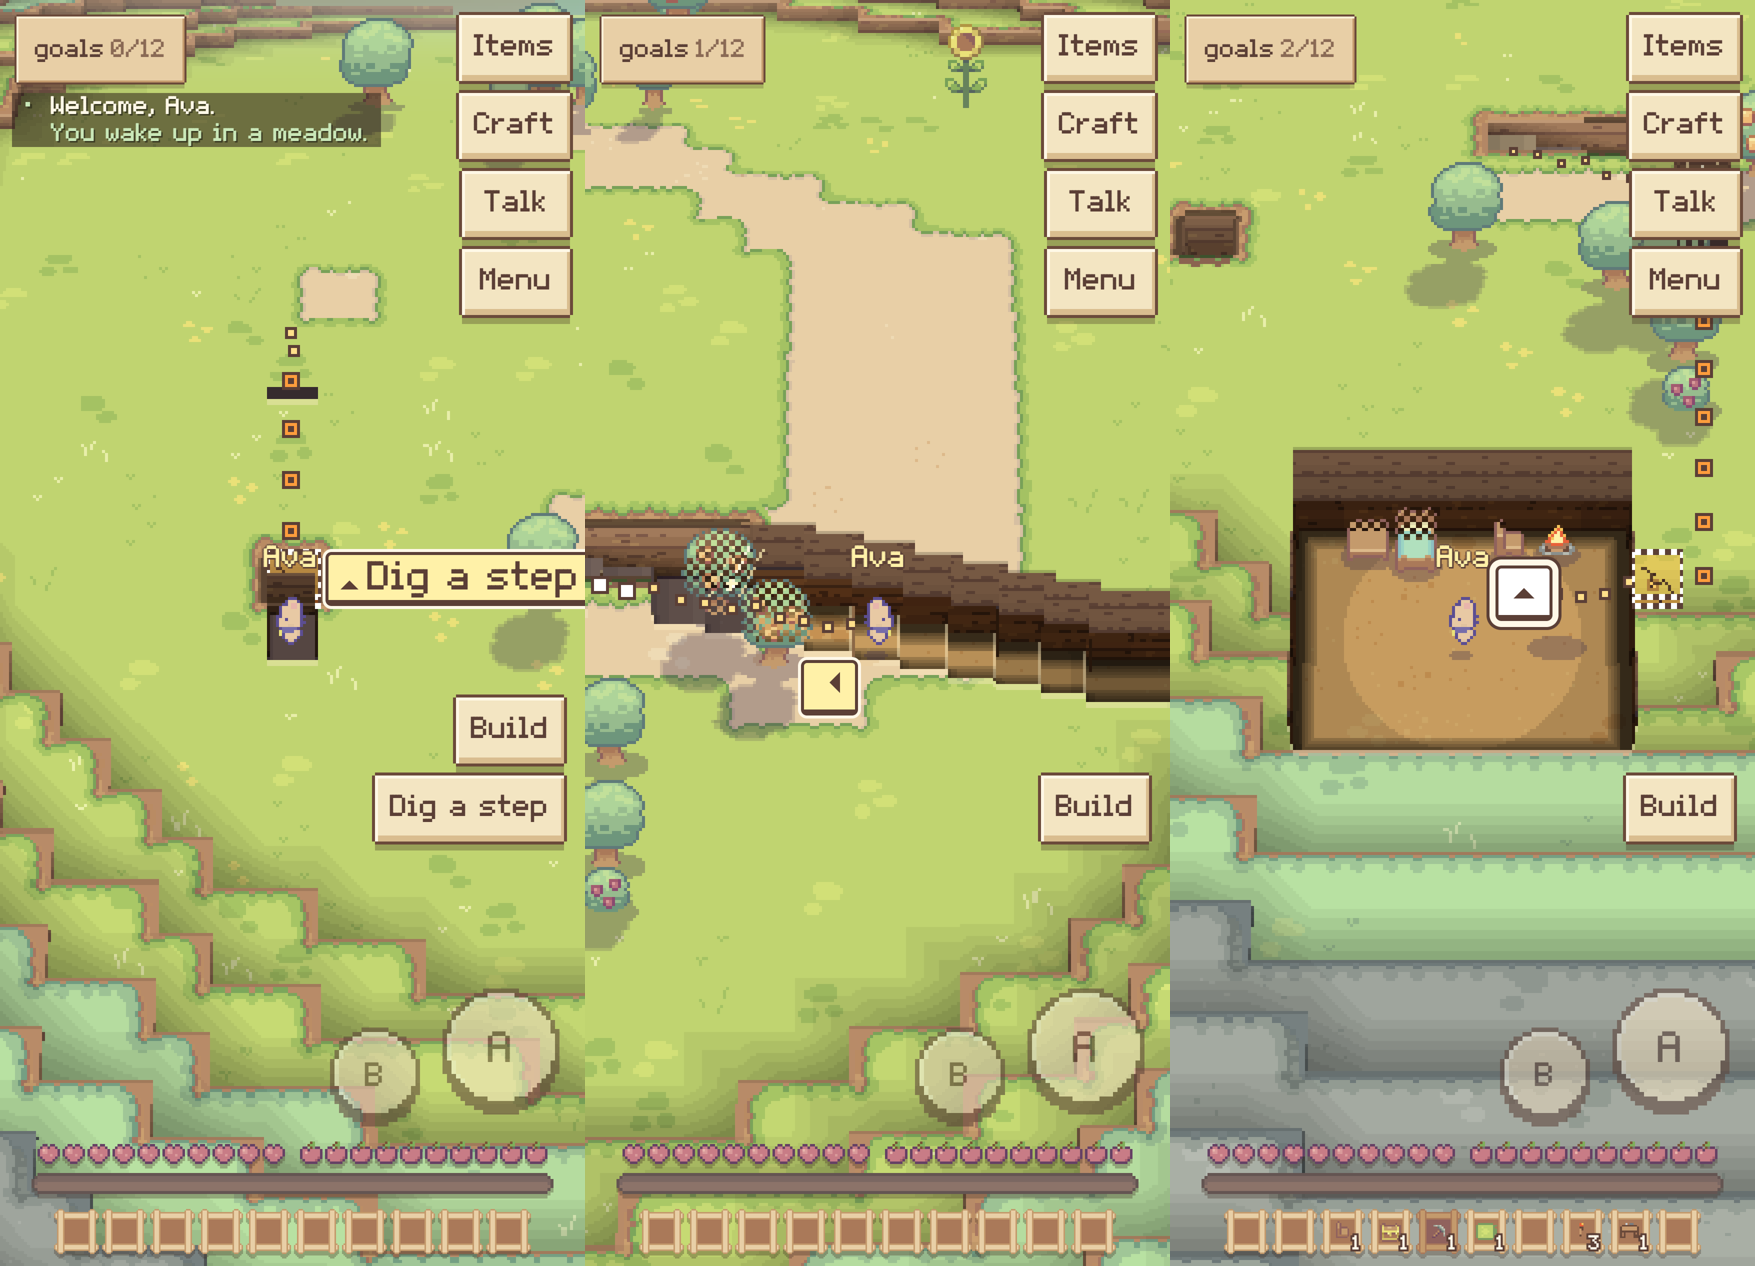 goals 0/12
Items
Welcome, Ava.
You wake up in a meadow.
Craft
Talk
Menu
Ava
Dig a step
Build
Dig a step
A
B
goals 1/12
Items
Craft
Talk
Menu
Ava
Build
A
B
goals 2/12
Items
Craft
Talk
Menu
Ava
Build
A
B
1
1
1
1
3
1